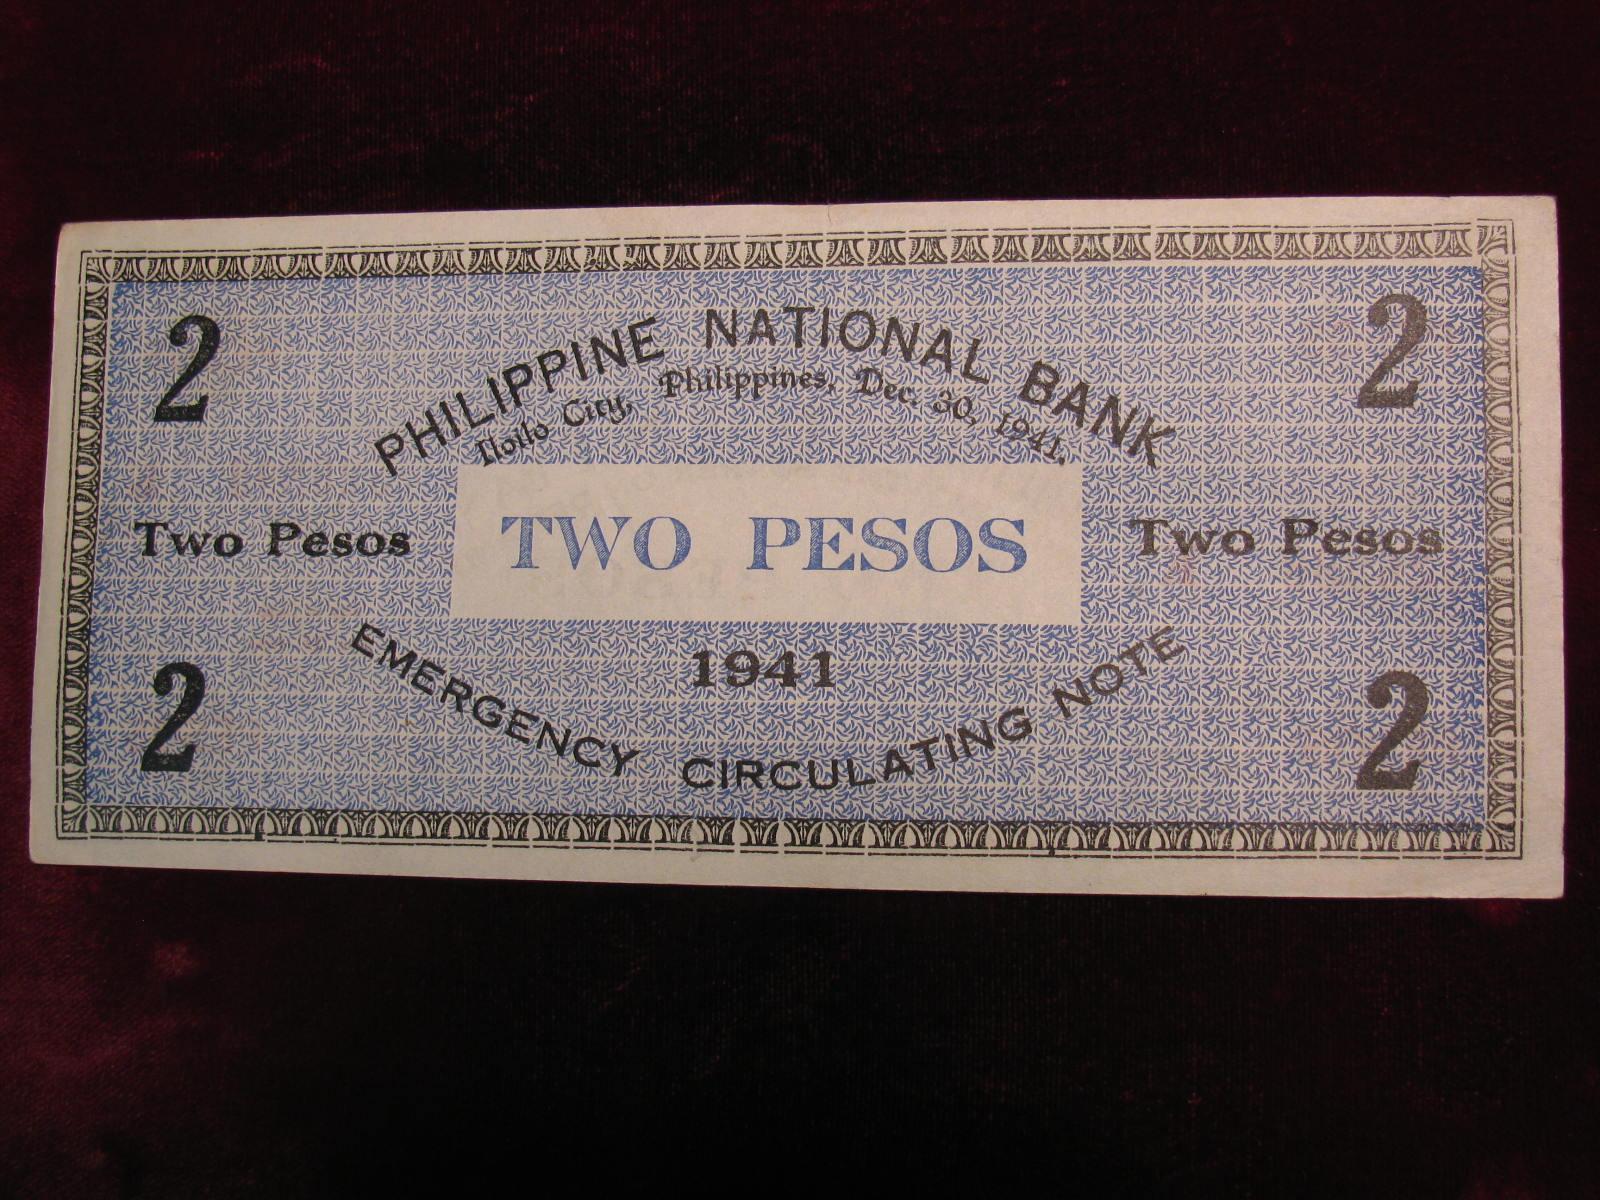 2 2
PHILIPPINE NATIONAL BANK
Iloilo City, Philippines, Dec. 30, 1941.
Two Pesos TWO PESOS Two Pesos
1941
EMERGENCY CIRCULATING NOTE
2 2